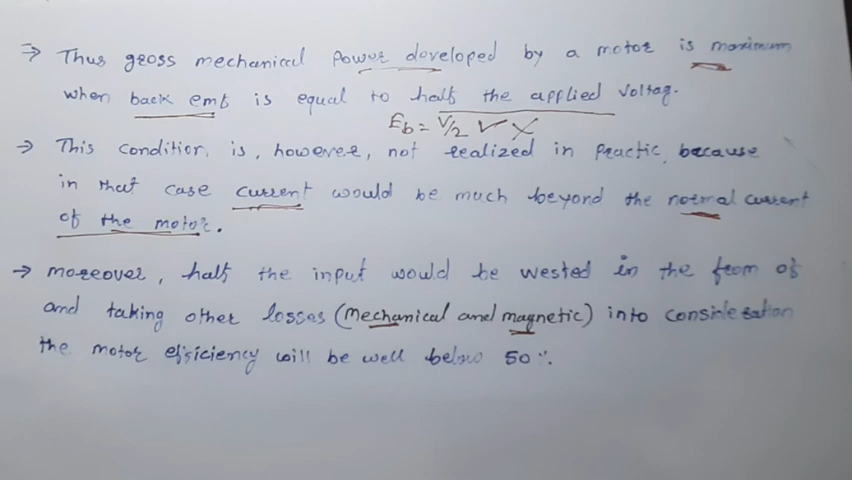 ⇒ Thus gross mechanical power developed by a motor is maximum
when back emf is equal to half the applied voltag.
Eb = V/2 ✓ ✗
→ This condition is, however, not realized in practic, because
in that case current would be much beyond the normal current
of the motor.
→ moreover, half the input would be wested in the from of
and taking other losses (mechanical and magnetic) into consideration
the motor efficiency will be well below 50 %.